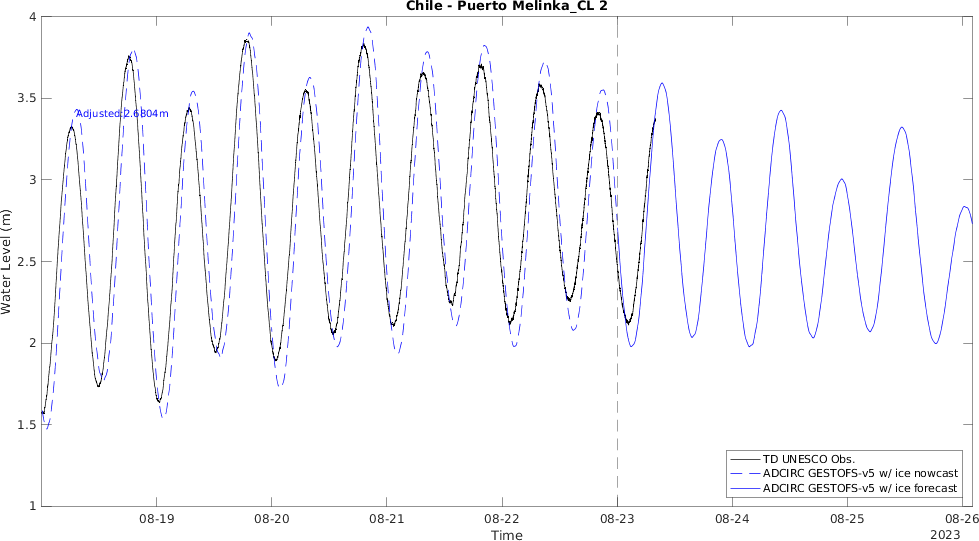 Chile - Puerto Melinka_CL 2
4
3.5
3
2.5
2
1.5
1
Water Level (m)
Adjusted:2.6804m
TD UNESCO Obs.
ADCIRC GESTOFS-v5 w/ ice nowcast
ADCIRC GESTOFS-v5 w/ ice forecast
08-19
08-20
08-21
08-22
08-23
08-24
08-25
08-26
Time
2023